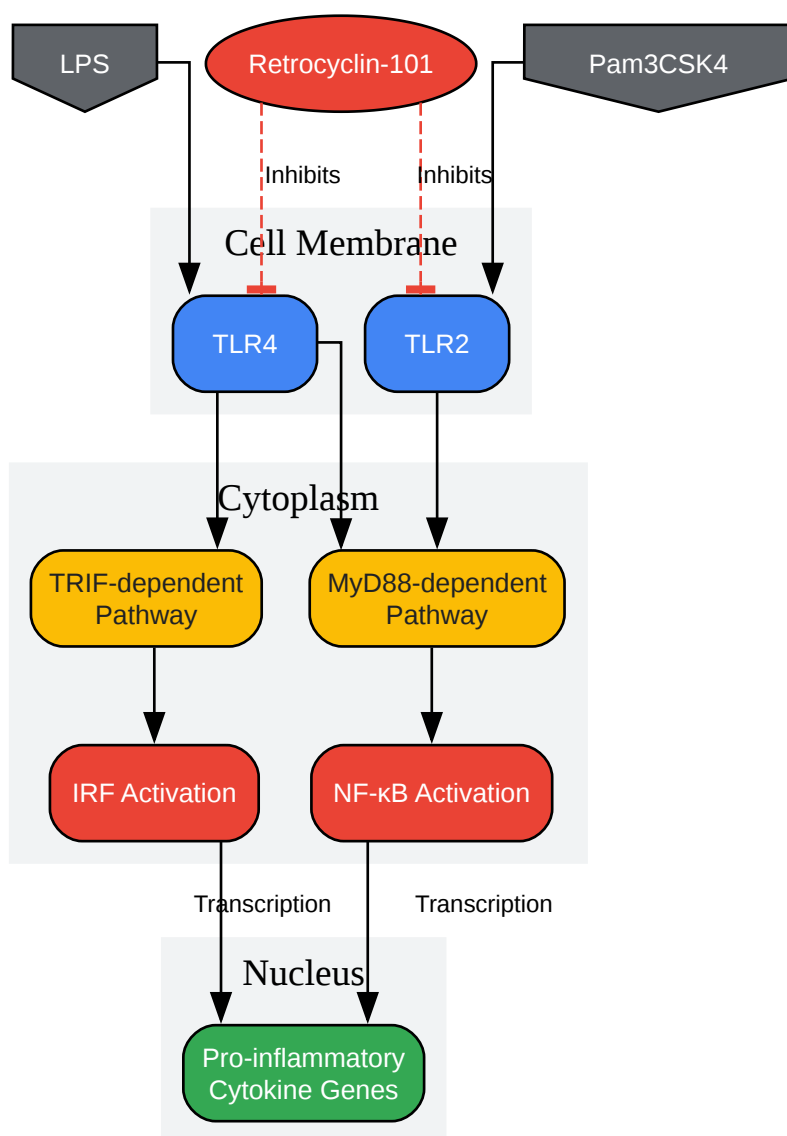 LPS
Retrocyclin-101
Pam3CSK4
Inhibits
Inhibits
Cell Membrane
TLR4
TLR2
Cytoplasm
TRIF-dependent
Pathway
MyD88-dependent
Pathway
IRF Activation
NF-κB Activation
Transcription
Transcription
Nucleus
Pro-inflammatory
Cytokine Genes